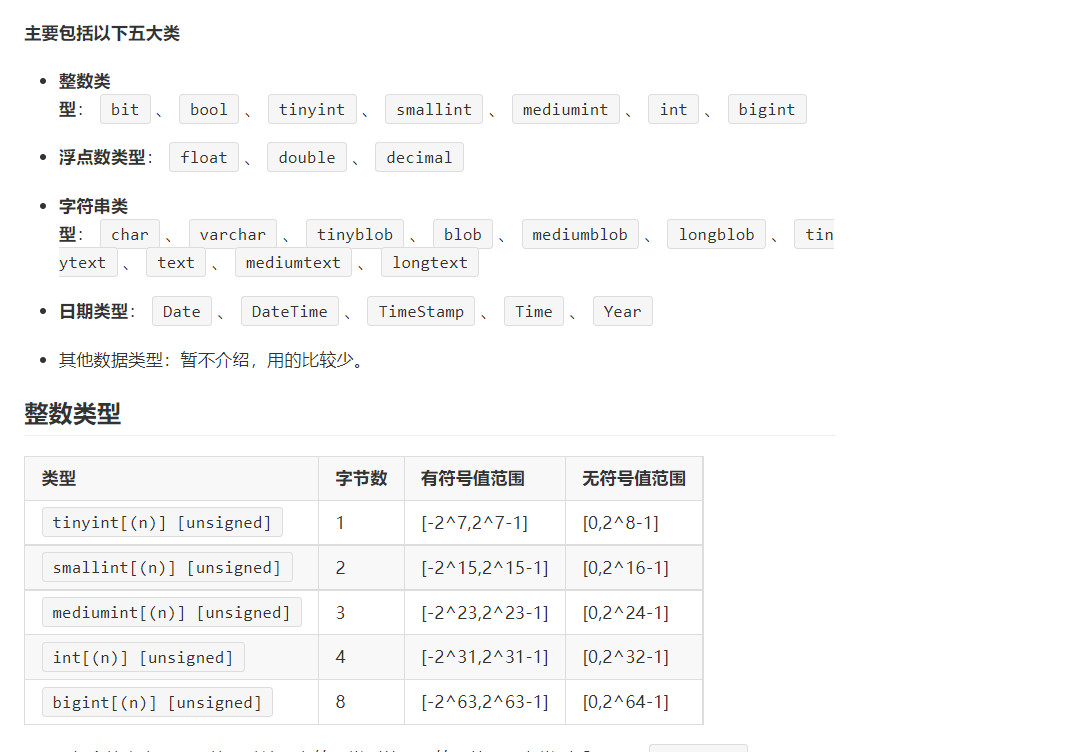 主要包括以下五大类
整数类
型： bit 、 bool 、 tinyint 、 smallint 、 mediumint 、 int 、 bigint
浮点数类型： float 、 double 、 decimal
字符串类
型： char 、 varchar 、 tinyblob 、 blob 、 mediumblob 、 longblob 、 tin
ytext 、 text 、 mediumtext 、 longtext
日期类型： Date 、 DateTime 、 TimeStamp 、 Time 、 Year
其他数据类型：暂不介绍，用的比较少。
整数类型
类型 字节数 有符号值范围 无符号值范围
tinyint[(n)] [unsigned] 1 [-2^7,2^7-1] [0,2^8-1]
smallint[(n)] [unsigned] 2 [-2^15,2^15-1] [0,2^16-1]
mediumint[(n)] [unsigned] 3 [-2^23,2^23-1] [0,2^24-1]
int[(n)] [unsigned] 4 [-2^31,2^31-1] [0,2^32-1]
bigint[(n)] [unsigned] 8 [-2^63,2^63-1] [0,2^64-1]